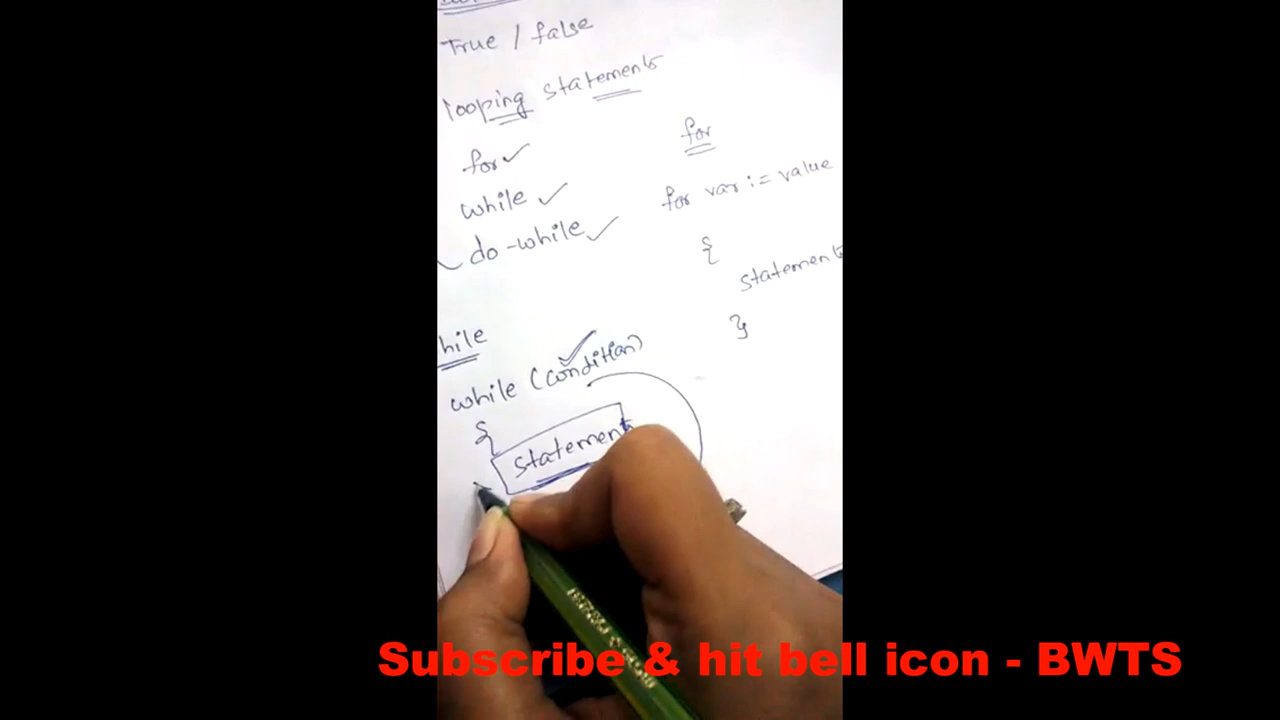 True / false
looping statements
for
while
do-while
hile
while (condition)
{
statements
for
for var := value
{
statements
}
Subscribe & hit bell icon - BWTS